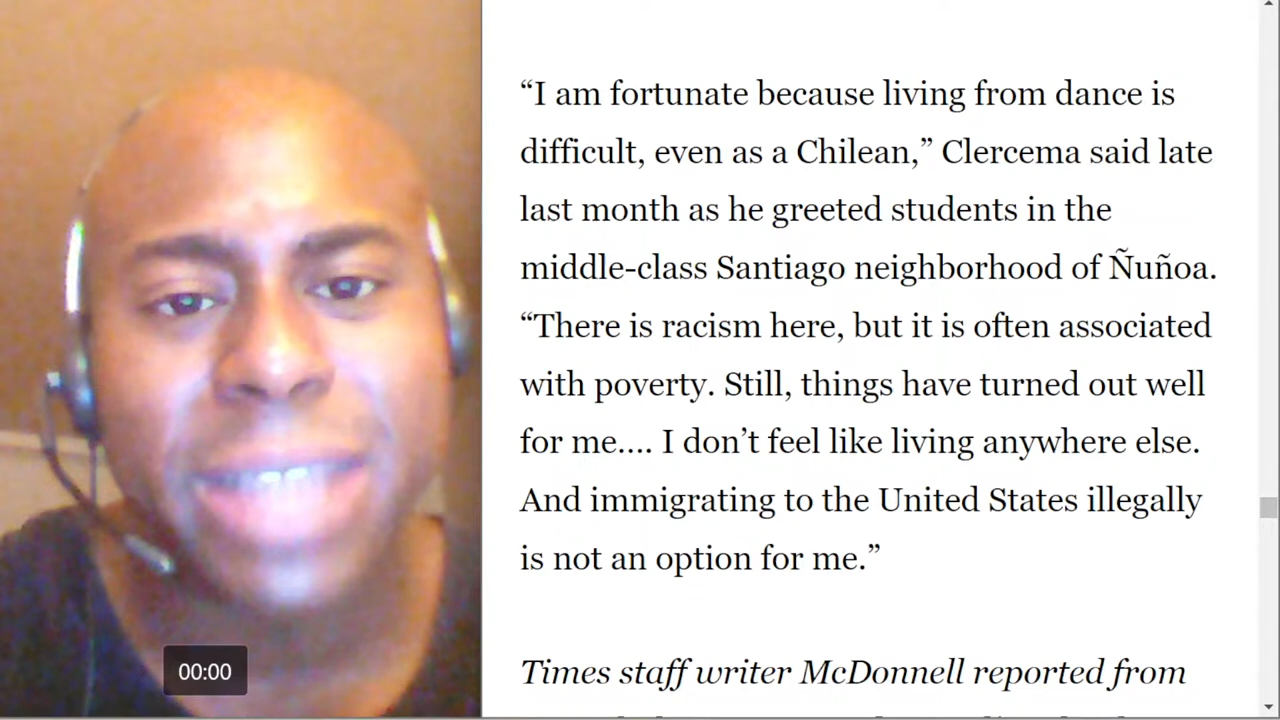 “I am fortunate because living from dance is
difficult, even as a Chilean,” Clercema said late
last month as he greeted students in the
middle-class Santiago neighborhood of Ñuñoa.
“There is racism here, but it is often associated
with poverty. Still, things have turned out well
for me…. I don’t feel like living anywhere else.
And immigrating to the United States illegally
is not an option for me.”
Times staff writer McDonnell reported from
00:00